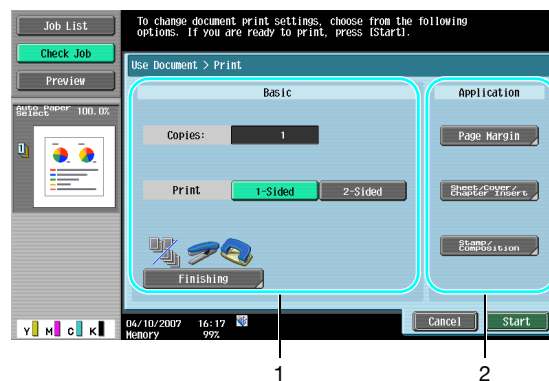 Job List
Check Job
Preview
Auto Paper
Select 100.0%
Y M C K
To change document print settings, choose from the following
options. If you are ready to print, press [Start].
Use Document > Print
Basic
Copies: 1
Print 1-Sided 2-Sided
Finishing
Application
Page Margin
Sheet/Cover/
Chapter Insert
Stamp/
Composition
04/10/2007 16:17
Memory 99%
Cancel Start
1 2